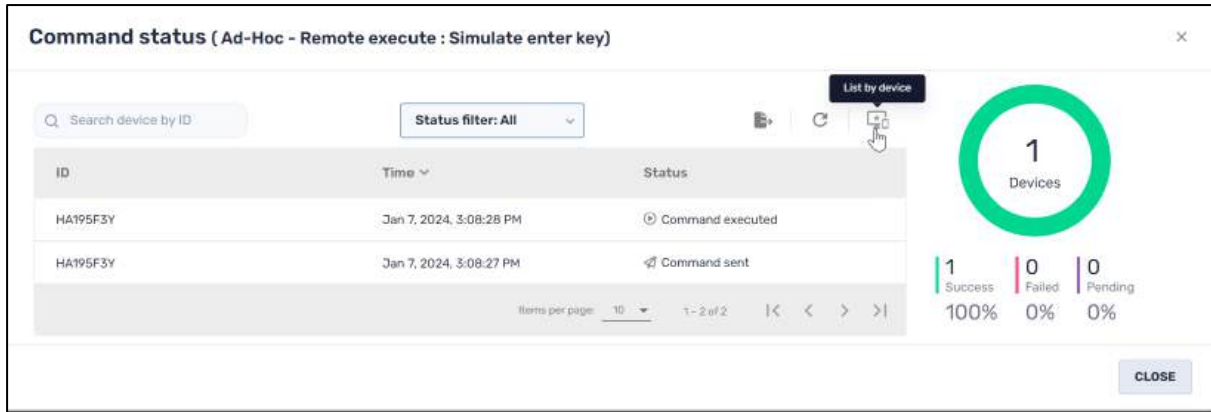 Command status ( Ad-Hoc - Remote execute : Simulate enter key)
List by device
Search device by ID
Status filter: All
ID Time Status
HA195F3Y Jan 7, 2024, 3:08:28 PM Command executed
HA195F3Y Jan 7, 2024, 3:08:27 PM Command sent
Items per page: 10 1 – 2 of 2
1
Devices
1 0 0
Success Failed Pending
100% 0% 0%
CLOSE